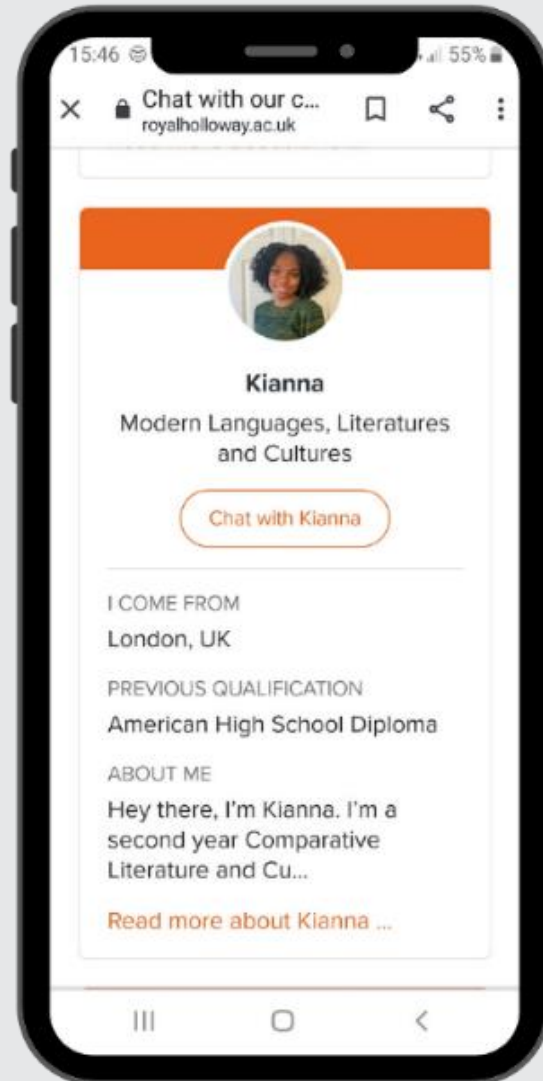 15:46 55%
Chat with our c...
royalholloway.ac.uk
Kianna
Modern Languages, Literatures
and Cultures
Chat with Kianna
I COME FROM
London, UK
PREVIOUS QUALIFICATION
American High School Diploma
ABOUT ME
Hey there, I'm Kianna. I'm a
second year Comparative
Literature and Cu...
Read more about Kianna ...